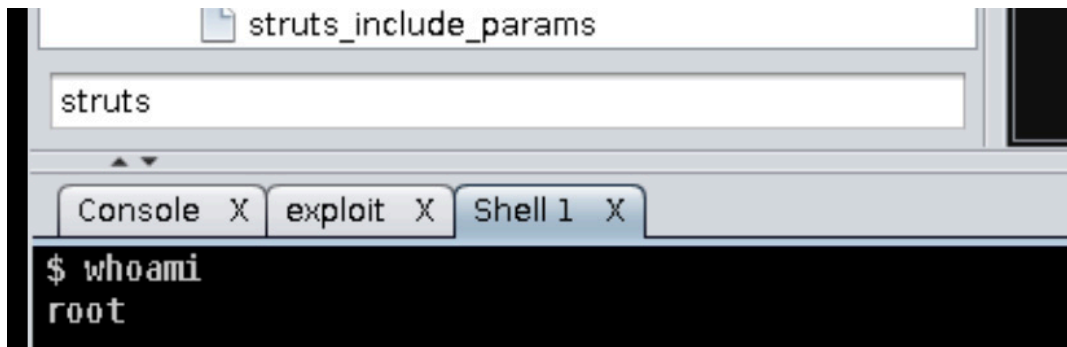 struts_include_params
struts
Console X exploit X Shell 1 X
$ whoami
root